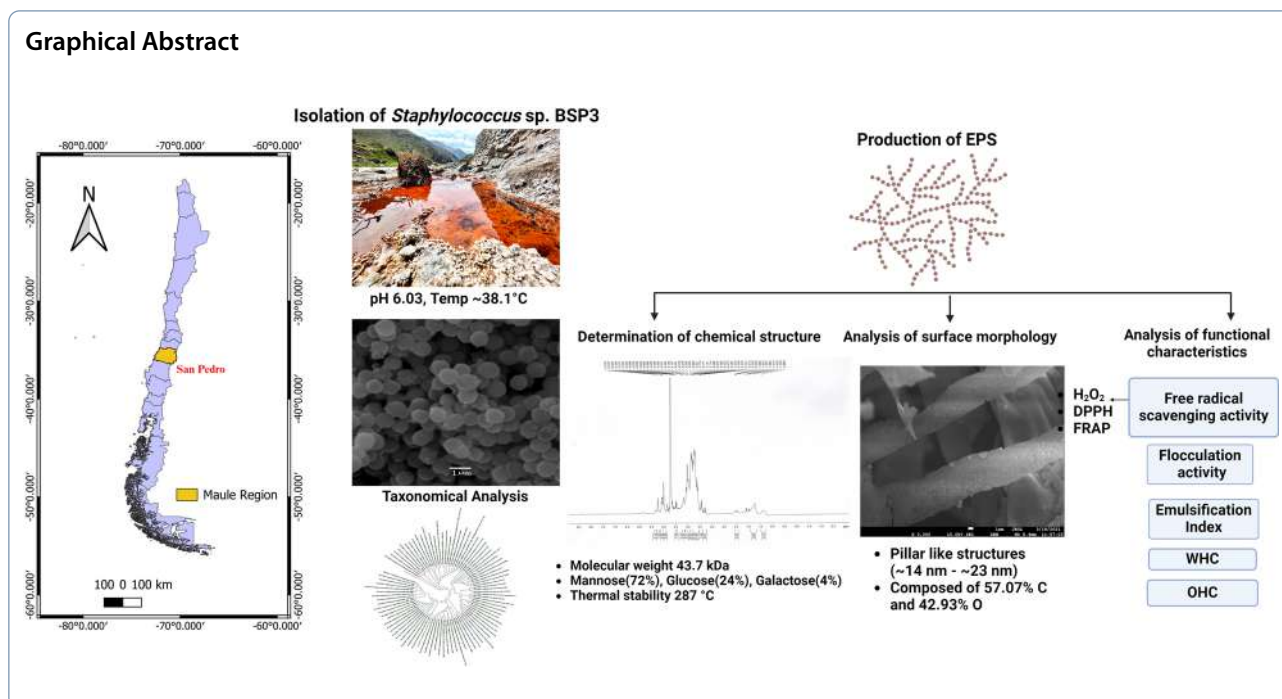 Graphical Abstract
-80°0.000' -70°0.000' -60°0.000'
-20°0.000'
-30°0.000'
-40°0.000'
-50°0.000'
-60°0.000'
N
San Pedro
Maule Region
100 0 100 km
-20°0.000'
-30°0.000'
-40°0.000'
-50°0.000'
-60°0.000'
-80°0.000' -70°0.000' -60°0.000'
Isolation of Staphylococcus sp. BSP3
pH 6.03, Temp ~38.1°C
Taxonomical Analysis
Production of EPS
Determination of chemical structure
• Molecular weight 43.7 kDa
• Mannose(72%), Glucose(24%), Galactose(4%)
• Thermal stability 287 °C
Analysis of surface morphology
• Pillar like structures
(~14 nm - ~23 nm)
• Composed of 57.07% C
and 42.93% O
Analysis of functional
characteristics
• H₂O₂
• DPPH
• FRAP
Free radical
scavenging activity
Flocculation
activity
Emulsification
Index
WHC
OHC